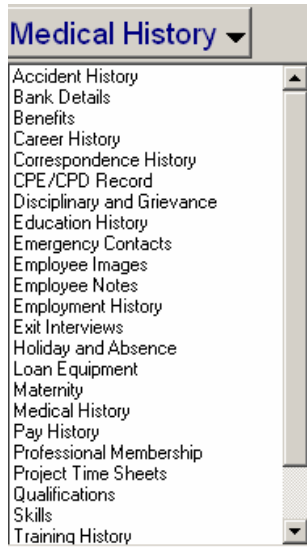 Medical History
Accident History
Bank Details
Benefits
Career History
Correspondence History
CPE/CPD Record
Disciplinary and Grievance
Education History
Emergency Contacts
Employee Images
Employee Notes
Employment History
Exit Interviews
Holiday and Absence
Loan Equipment
Maternity
Medical History
Pay History
Professional Membership
Project Time Sheets
Qualifications
Skills
Training History